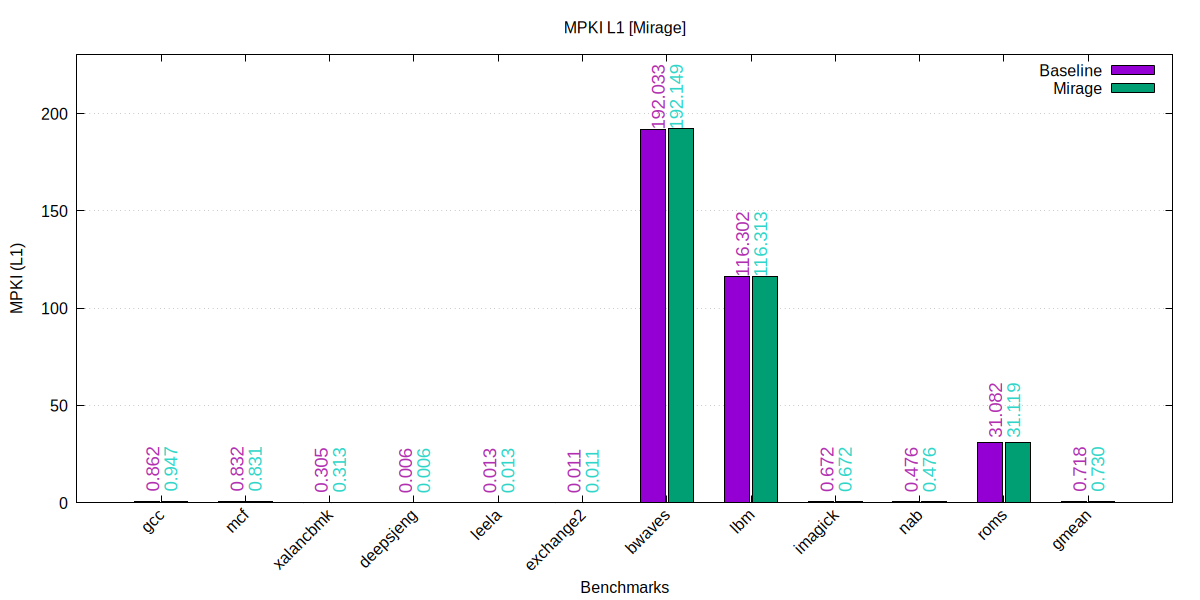 MPKI L1 [Mirage]
Baseline
Mirage
MPKI (L1)
200
150
100
50
0
0.862
0.947
0.832
0.831
0.305
0.313
0.006
0.006
0.013
0.013
0.011
0.011
192.033
192.149
116.302
116.313
0.672
0.672
0.476
0.476
31.082
31.119
0.718
0.730
gcc
mcf
xalancbmk
deepsjeng
leela
exchange2
bwaves
lbm
imagick
nab
roms
gmean
Benchmarks